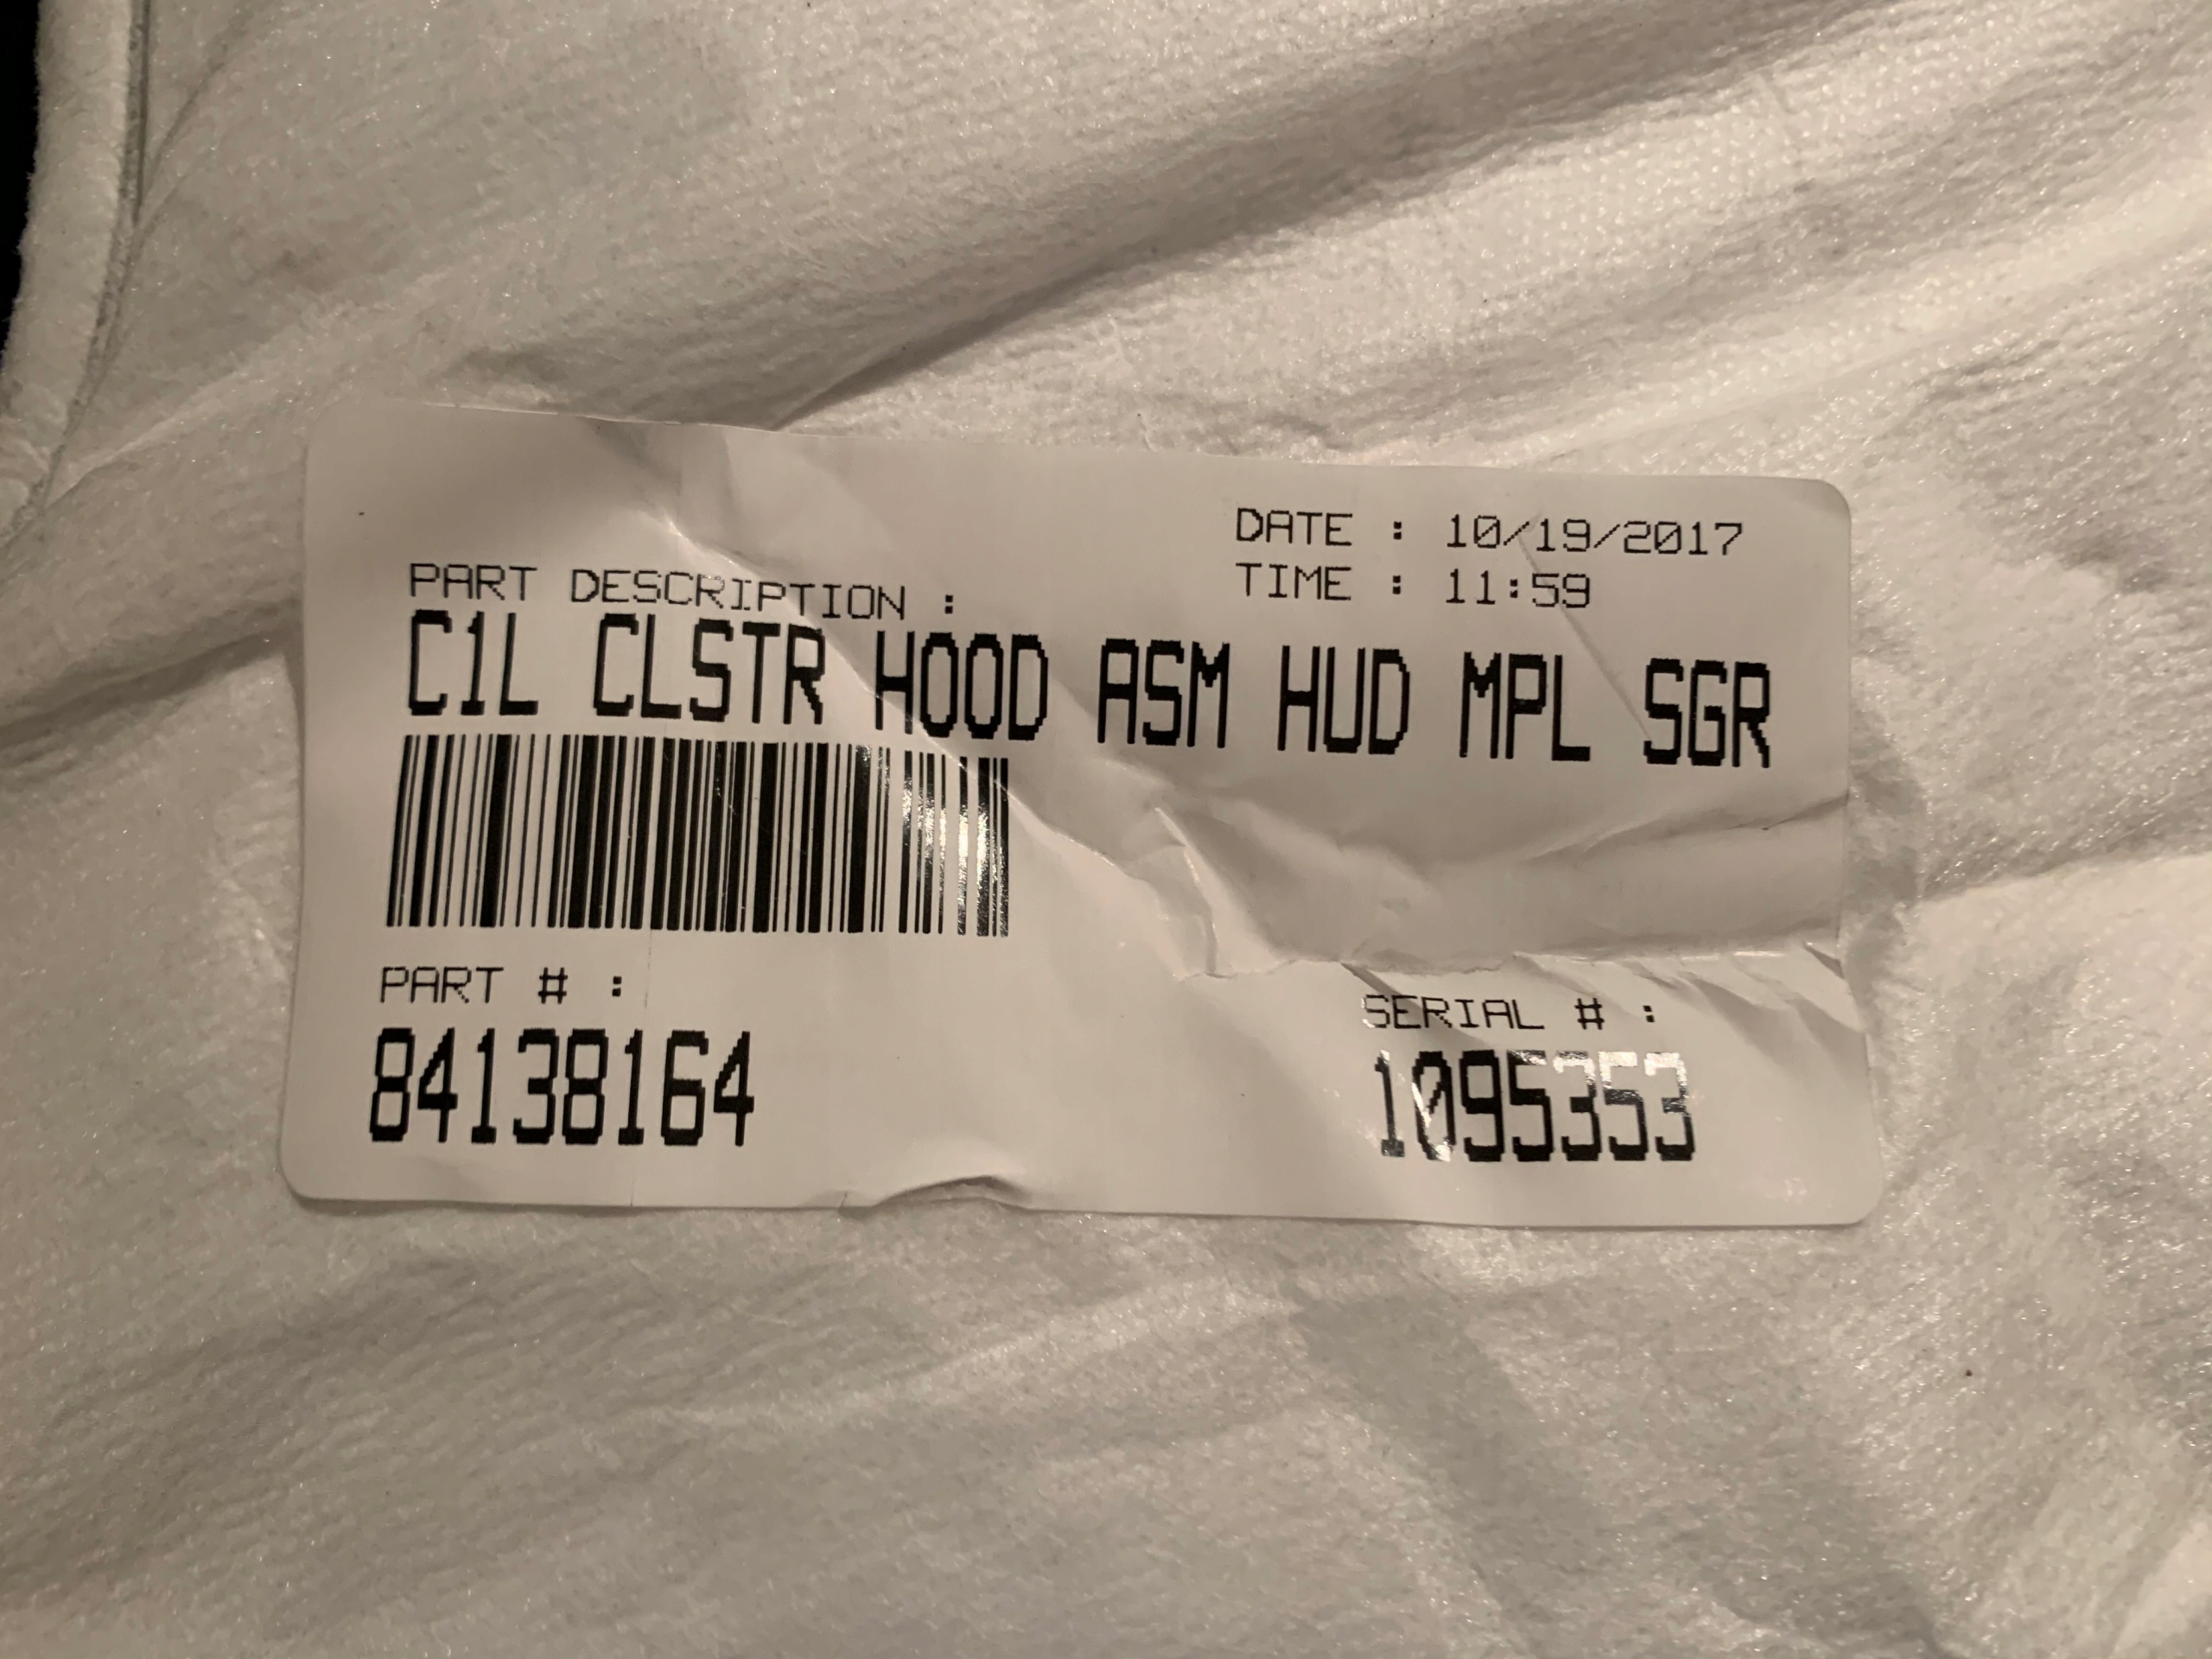 DATE : 10/19/2017
TIME : 11:59
PART DESCRIPTION :
C1L CLSTR HOOD ASM HUD MPL SGR
PART # :
84138164
SERIAL # :
1095353